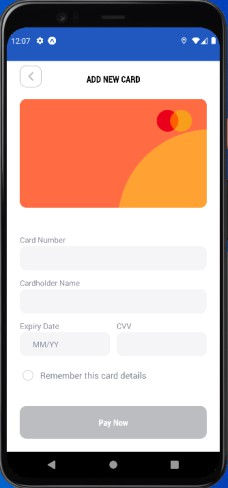 12:07
ADD NEW CARD
Card Number
Cardholder Name
Expiry Date CVV
MM/YY
Remember this card details
Pay Now